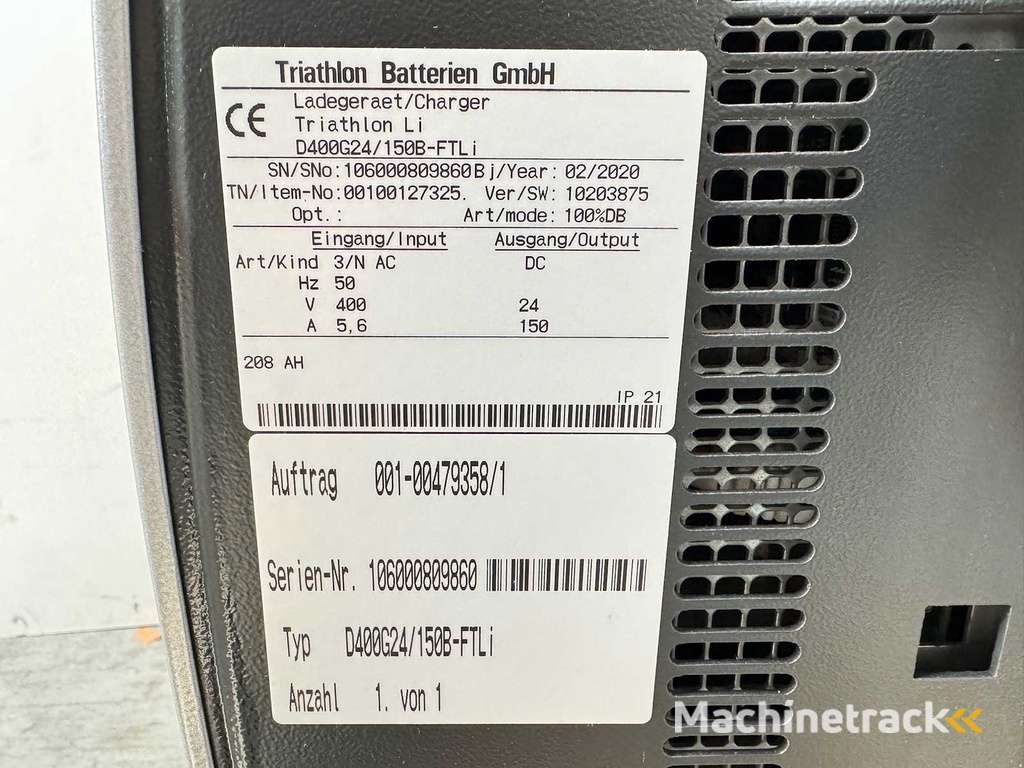 Triathlon Batterien GmbH
CE
Ladegeraet/Charger
Triathlon Li
D400G24/150B-FTLi
SN/SNo: 106000809860 Bj/Year: 02/2020
TN/Item-No: 00100127325. Ver/SW: 10203875
Opt.: Art/mode: 100%DB
Eingang/Input Ausgang/Output
Art/Kind 3/N AC DC
Hz 50
V 400 24
A 5,6 150
208 AH
IP 21
Auftrag 001-00479358/1
Serien-Nr. 106000809860
Typ D400G24/150B-FTLi
Anzahl 1. von 1
Machinetrack